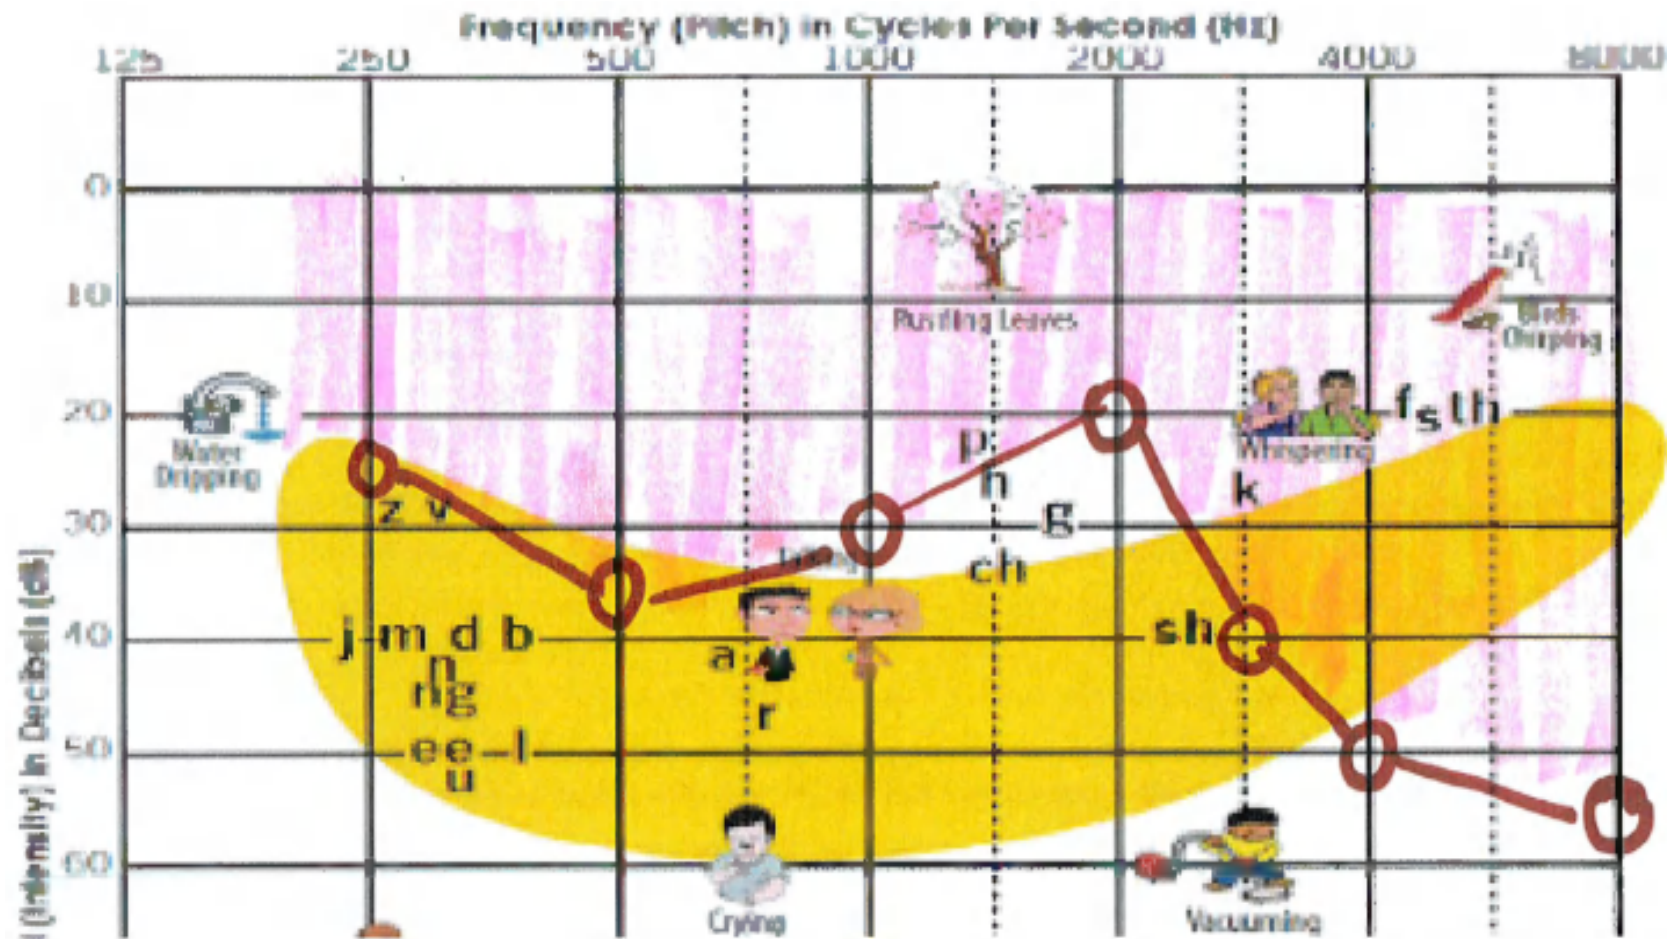 Frequency (Pitch) in Cycles Per Second (Hz)
125 250 500 1000 2000 4000 8000
0
10
Rustling Leaves
Birds
Chirping
20
f s th
Water
Dripping
p
Whispering
z v
h
k
30
g
ch
40
j m d b
sh
n
a
ng
r
50
ee l
u
60
Crying
Vacuuming
(Intensity) in Decibels (dB)